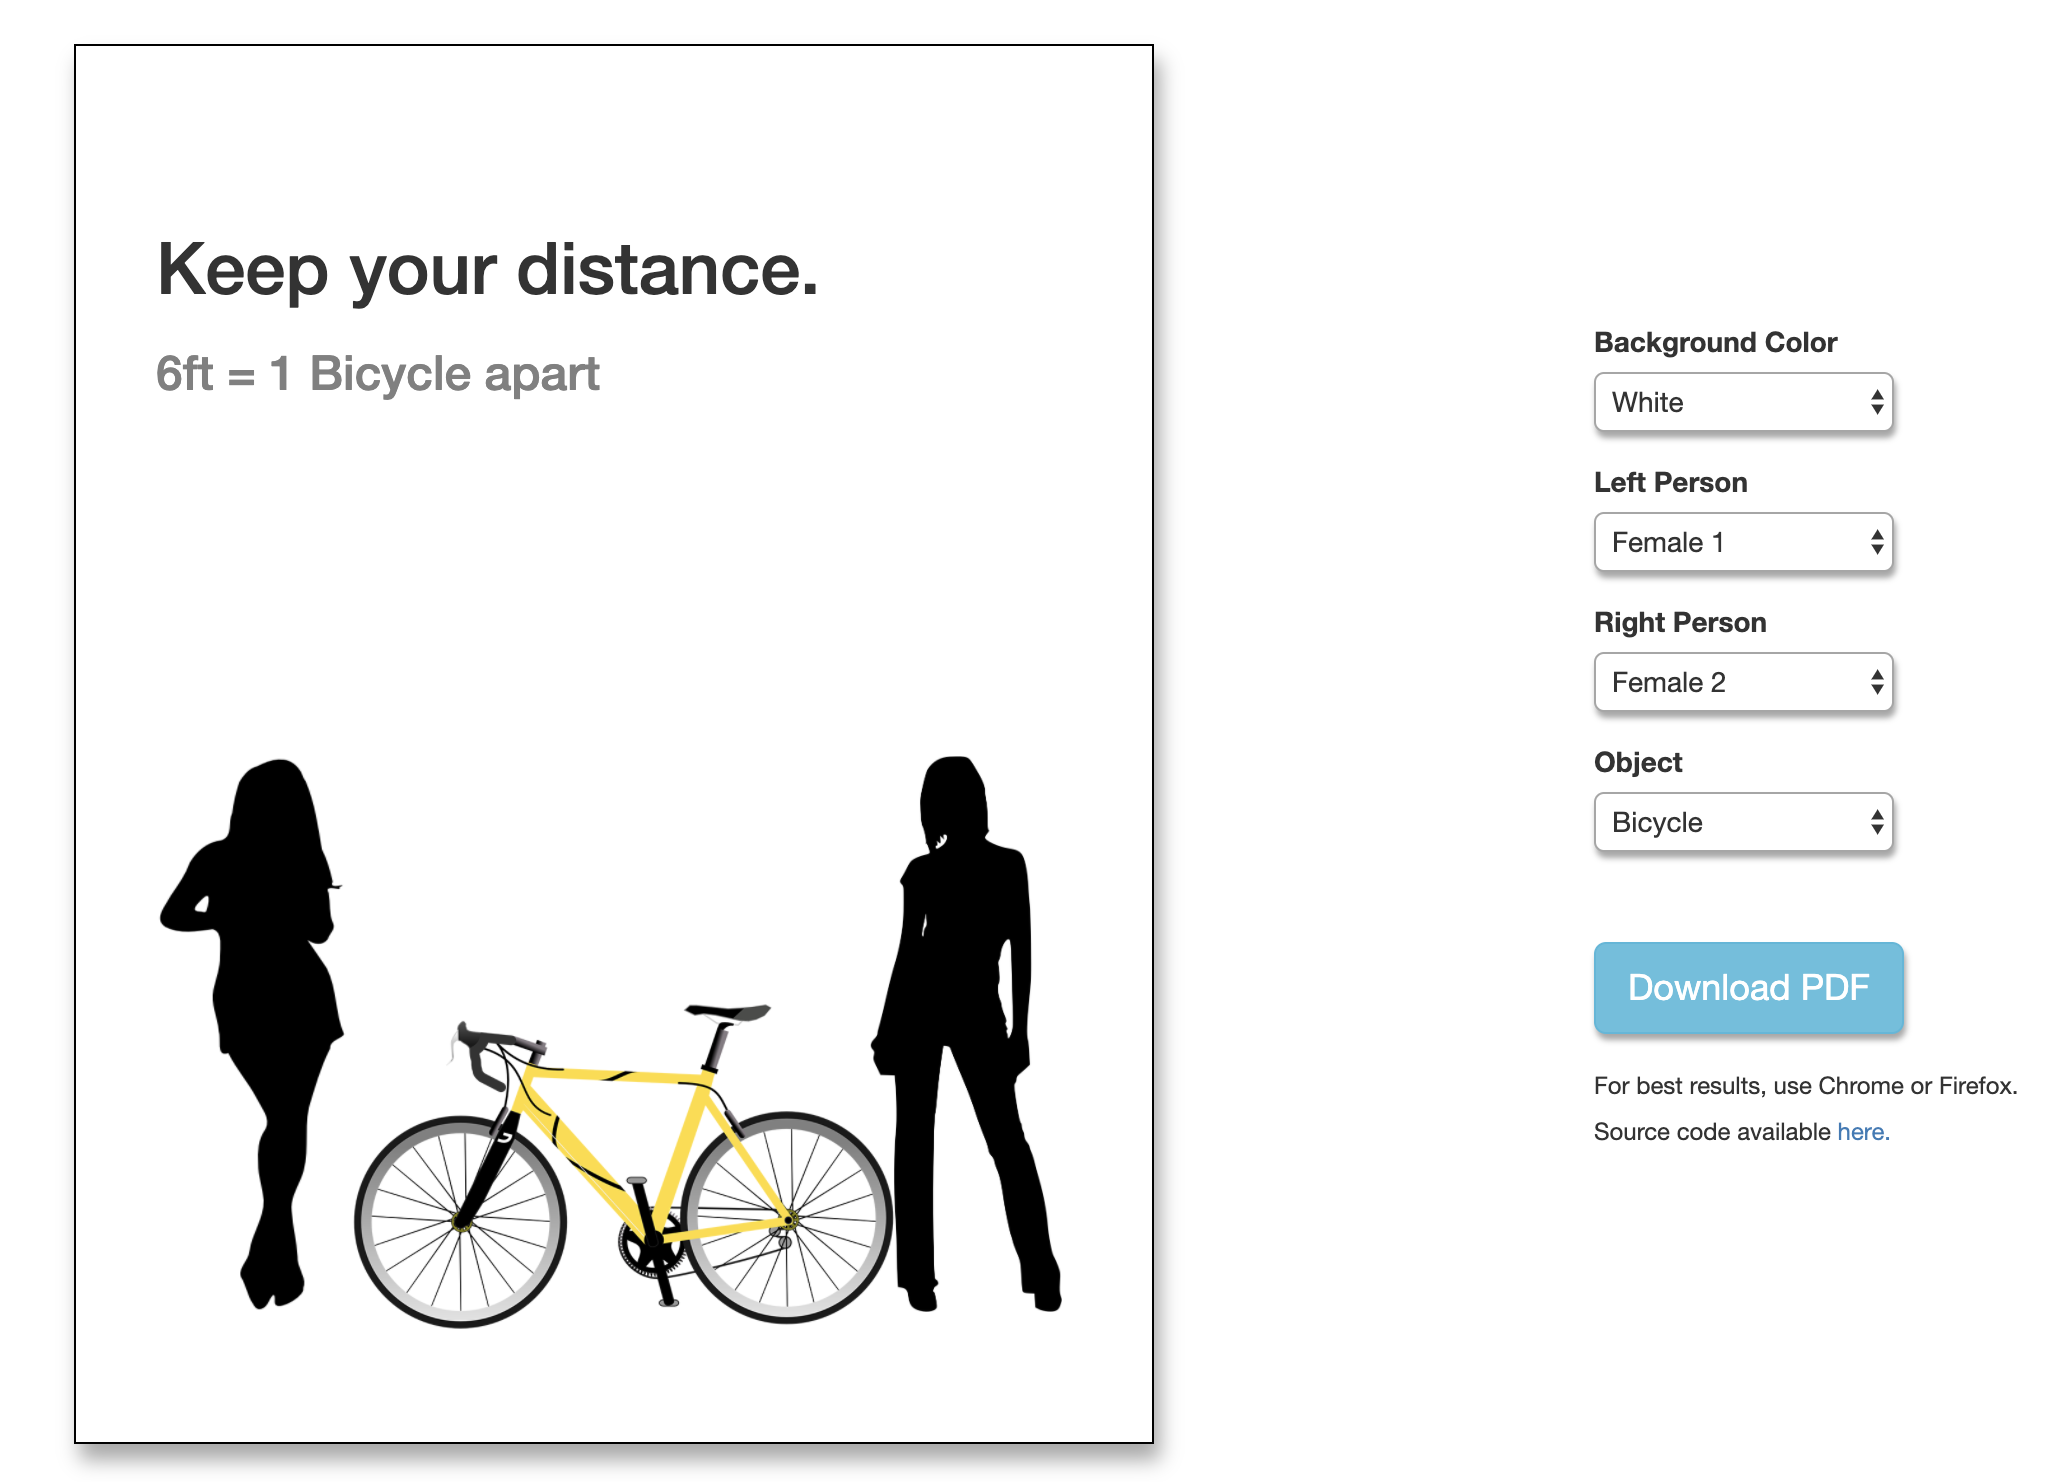 Keep your distance.
6ft = 1 Bicycle apart
Background Color
White
Left Person
Female 1
Right Person
Female 2
Object
Bicycle
Download PDF
For best results, use Chrome or Firefox.
Source code available here.